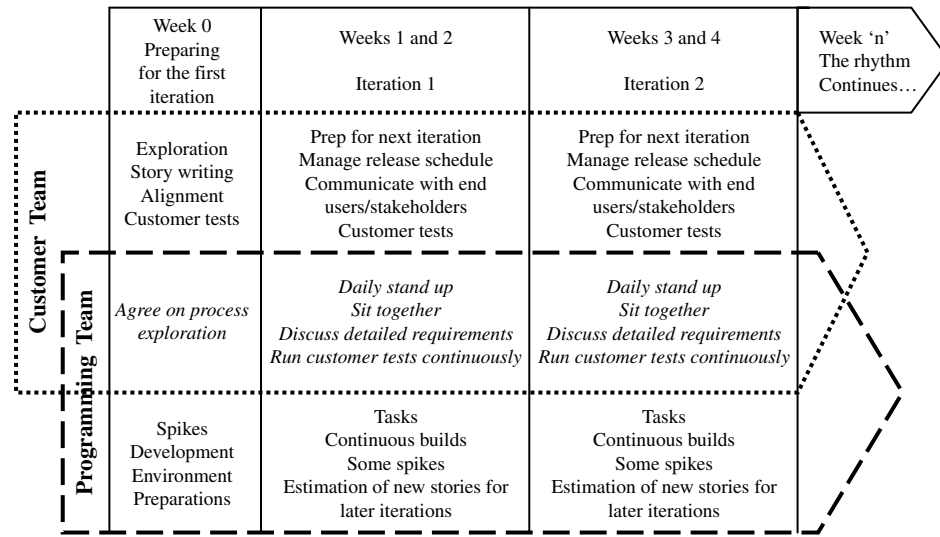 Week 0
Preparing
for the first
iteration
Weeks 1 and 2
Iteration 1
Weeks 3 and 4
Iteration 2
Week ‘n’
The rhythm
Continues…
Customer Team
Exploration
Story writing
Alignment
Customer tests
Prep for next iteration
Manage release schedule
Communicate with end
users/stakeholders
Customer tests
Prep for next iteration
Manage release schedule
Communicate with end
users/stakeholders
Customer tests
Programming Team
Agree on process
exploration
Daily stand up
Sit together
Discuss detailed requirements
Run customer tests continuously
Daily stand up
Sit together
Discuss detailed requirements
Run customer tests continuously
Spikes
Development
Environment
Preparations
Tasks
Continuous builds
Some spikes
Estimation of new stories for
later iterations
Tasks
Continuous builds
Some spikes
Estimation of new stories for
later iterations